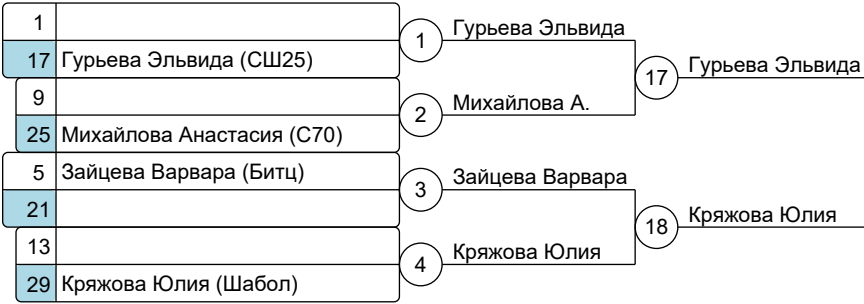 1
17 Гурьева Эльвида (СШ25)
1 Гурьева Эльвида
9
25 Михайлова Анастасия (С70)
2 Михайлова А.
17 Гурьева Эльвида
5 Зайцева Варвара (Битц)
21
3 Зайцева Варвара
13
29 Кряжова Юлия (Шабол)
4 Кряжова Юлия
18 Кряжова Юлия